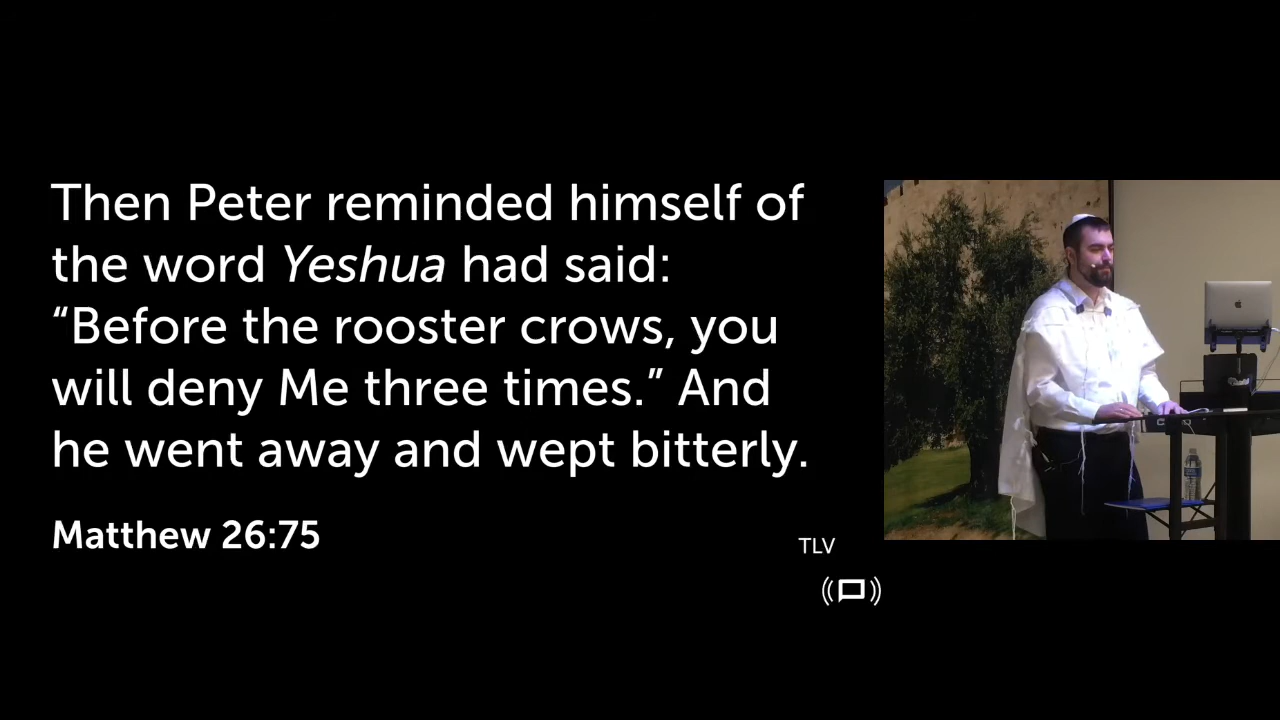 Then Peter reminded himself of
the word Yeshua had said:
“Before the rooster crows, you
will deny Me three times.” And
he went away and wept bitterly.
Matthew 26:75
TLV